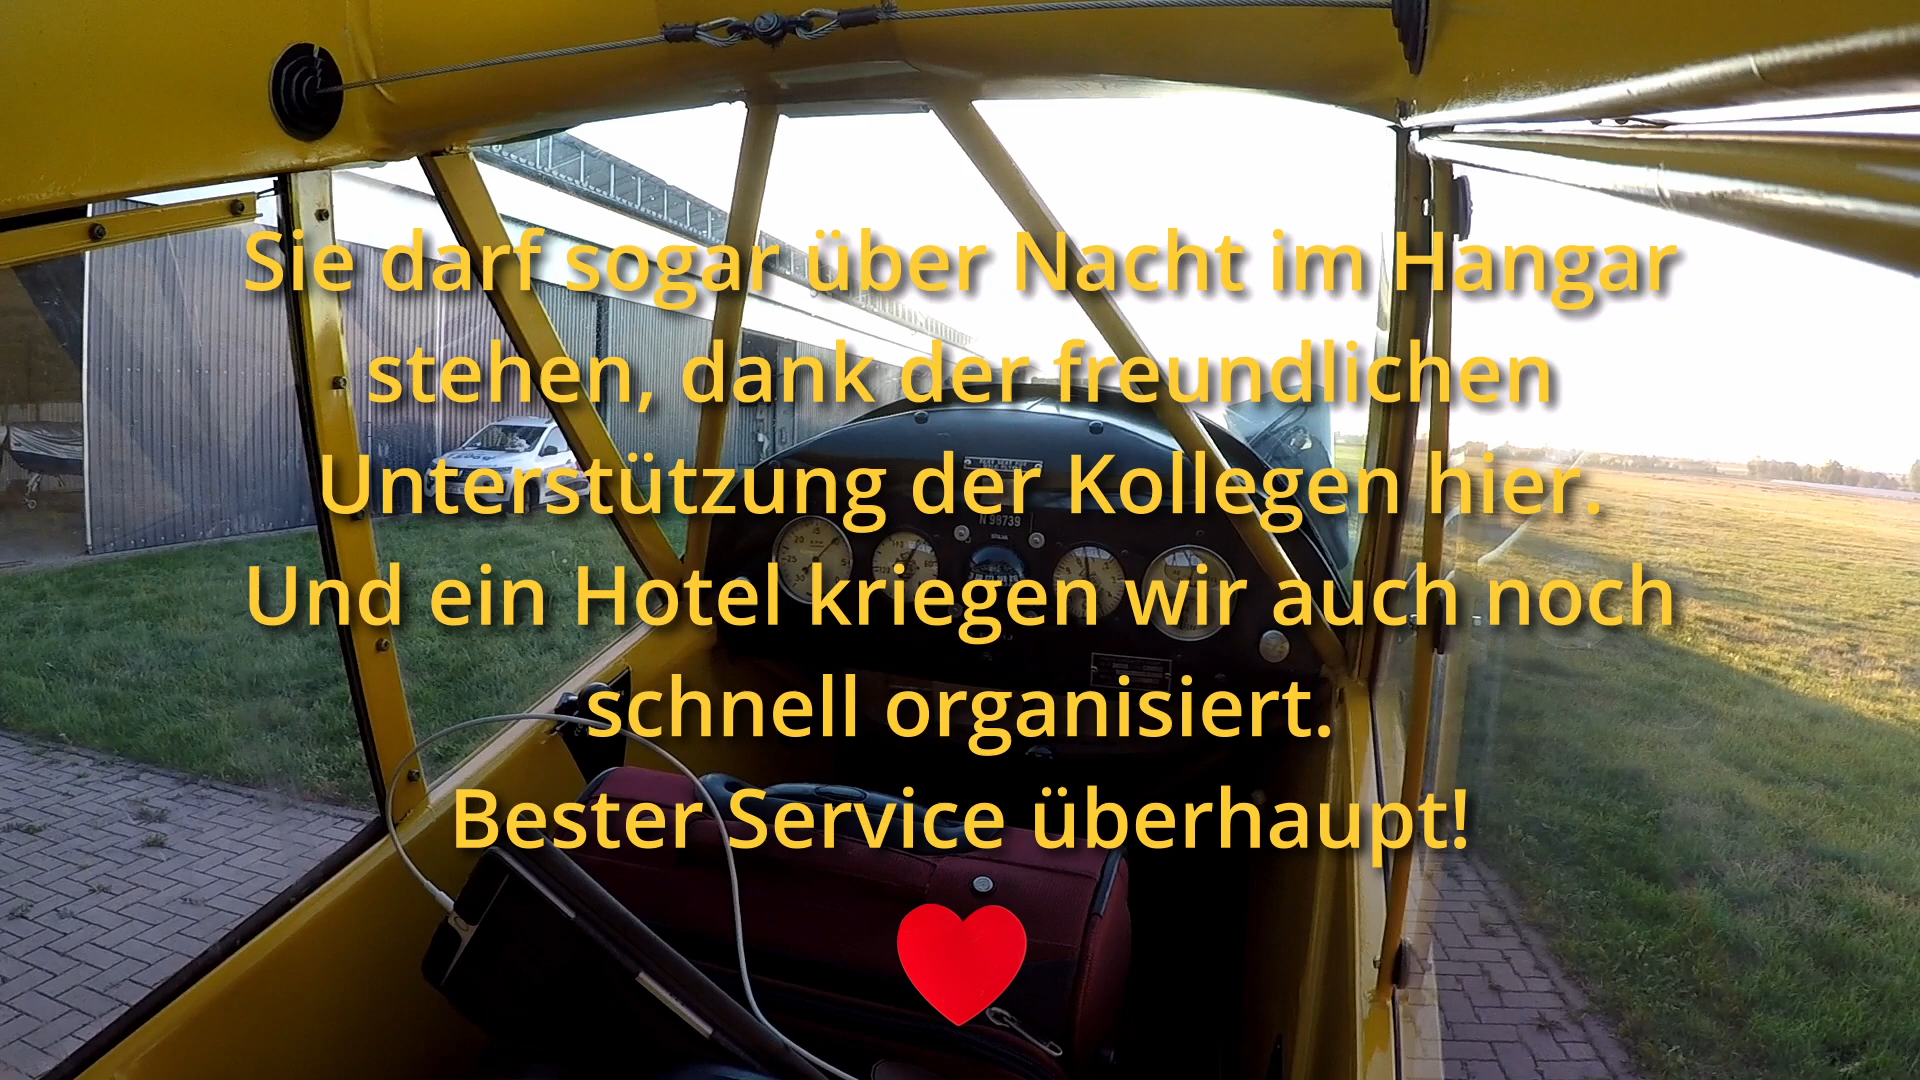 Sie darf sogar über Nacht im Hangar
stehen, dank der freundlichen
Unterstützung der Kollegen hier.
Und ein Hotel kriegen wir auch noch
schnell organisiert.
Bester Service überhaupt!
N98739